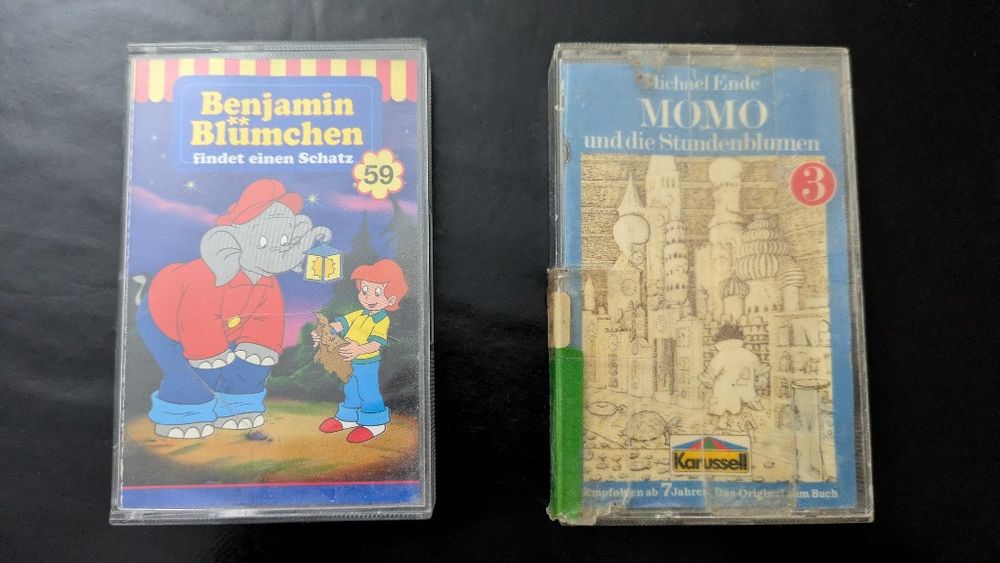 Benjamin
Blümchen
findet einen Schatz
59
Michael Ende
MOMO
und die Stundenblumen
3
Karussell
Empfohlen ab 7 Jahren. Das Original zum Buch